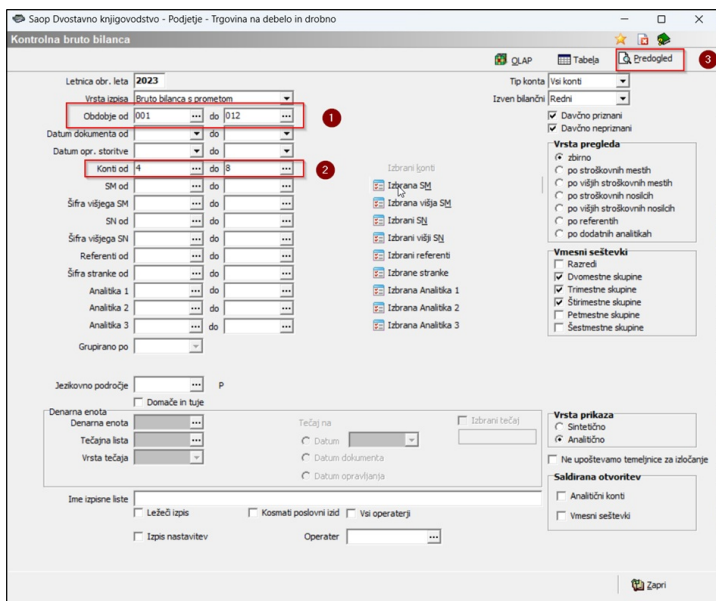 Saop Dvostavno knjigovodstvo - Podjetje - Trgovina na debelo in drobno
Kontrolna bruto bilanca
OLAP Tabela Predogled 3
Letnica obr. leta 2023 Tip konta Vsi konti
Vrsta izpisa Bruto bilanca s prometom Izven bilančni Redni
Obdobje od 001 ... do 012 ... 1
Davčno priznani
Davčno nepriznani
Datum dokumenta od do
Datum opr. storitve do
Vrsta pregleda
zbirno
po stroškovnih mestih
po višjih stroškovnih mestih
po stroškovnih nosilcih
po višjih stroškovnih nosilcih
po referentih
po dodatnih analitikah
Konti od 4 ... do 8 ... 2 Izbrani konti
SM od ... do ... Izbrana SM
Šifra višjega SM ... do ... Izbrana višja SM
SN od ... do ... Izbrani SN
Šifra višjega SN ... do ... Izbrani višji SN
Referenti od ... do ... Izbrani referenti
Šifra stranke od ... do ... Izbrane stranke
Analitika 1 ... do ... Izbrana Analitika 1
Analitika 2 ... do ... Izbrana Analitika 2
Analitika 3 ... do ... Izbrana Analitika 3
Vmesni seštevki
Razredi
Dvomestne skupine
Trimestne skupine
Štirimestne skupine
Petmestne skupine
Šestmestne skupine
Grupirano po
Jezikovno področje ... P
Domače in tuje
Denarna enota
Denarna enota ... Tečaj na Izbrani tečaj
Tečajna lista ... Datum
Vrsta tečaja Datum dokumenta
Datum opravljanja
Vrsta prikaza
Sintetično
Analitično
Ne upoštevamo temeljnice za izločanje
Saldirana otvoritev
Analitični konti
Vmesni seštevki
Ime izpisne liste
Ležeči izpis Kosmati poslovni izid Vsi operaterji
Izpis nastavitev Operater ...
Zapri